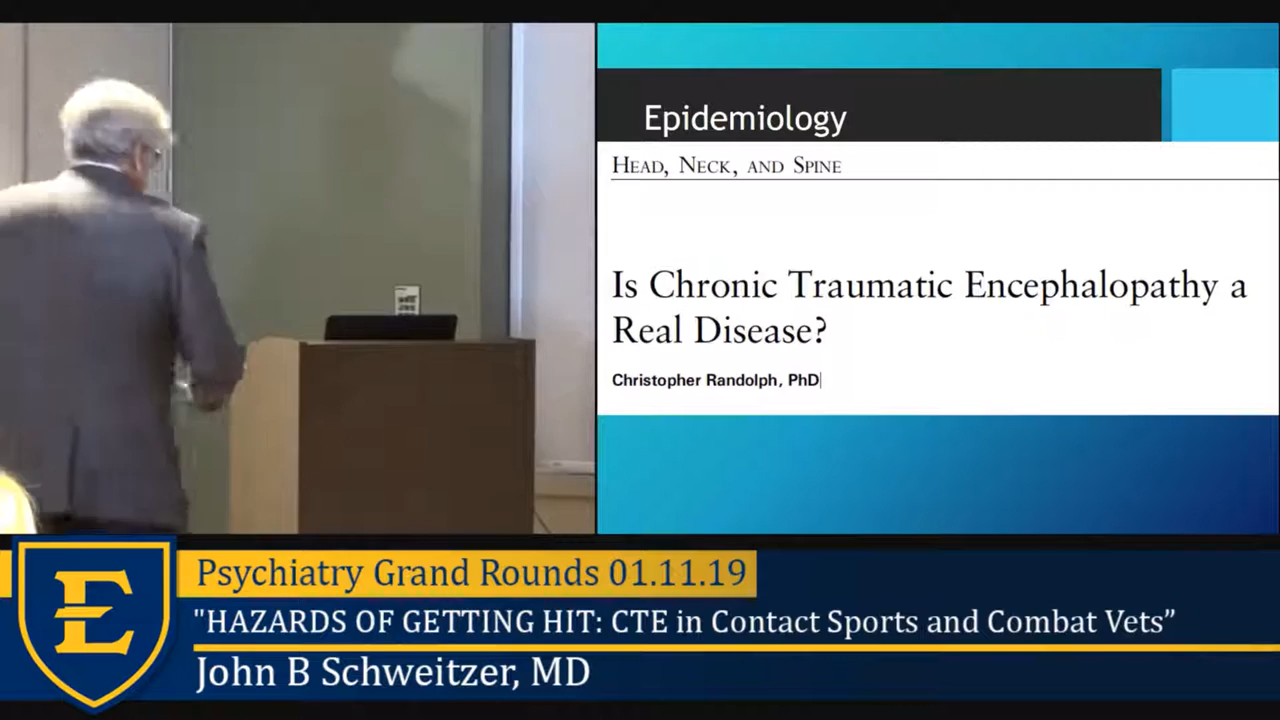 Epidemiology
HEAD, NECK, AND SPINE
Is Chronic Traumatic Encephalopathy a
Real Disease?
Christopher Randolph, PhD
E
Psychiatry Grand Rounds 01.11.19
"HAZARDS OF GETTING HIT: CTE in Contact Sports and Combat Vets”
John B Schweitzer, MD